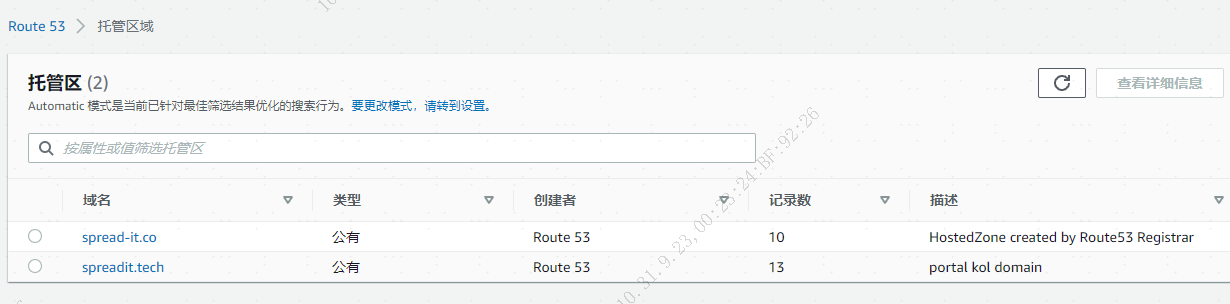 Route 53 > 托管区域
托管区 (2)
查看详细信息
Automatic 模式是当前已针对最佳筛选结果优化的搜索行为。要更改模式，请转到设置。
按属性或值筛选托管区
域名 类型 创建者 记录数 描述
spread-it.co 公有 Route 53 10 HostedZone created by Route53 Registrar
spreadit.tech 公有 Route 53 13 portal kol domain
10.31.9.23,00:23:24:BF:92:26